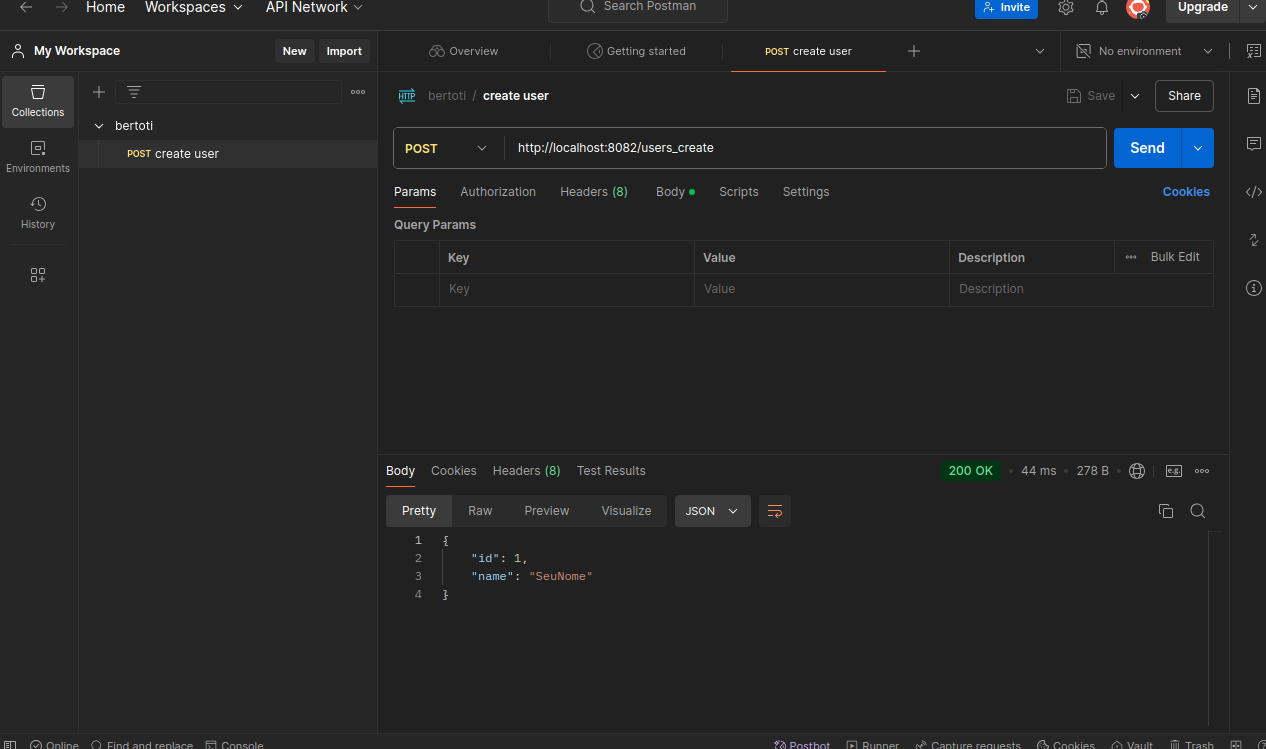 Home Workspaces API Network Search Postman Invite Upgrade
My Workspace New Import Overview Getting started POST create user No environment
Collections
Environments
History
bertoti
POST create user
HTTP bertoti / create user Save Share
POST http://localhost:8082/users_create Send
Params Authorization Headers (8) Body Scripts Settings Cookies
Query Params
Key Value Description Bulk Edit
Key Value Description
Body Cookies Headers (8) Test Results 200 OK 44 ms 278 B e.g.
Pretty Raw Preview Visualize JSON
1 {
2 "id": 1,
3 "name": "SeuNome"
4 }
Online Find and replace Console Postbot Runner Capture requests Cookies Vault Trash